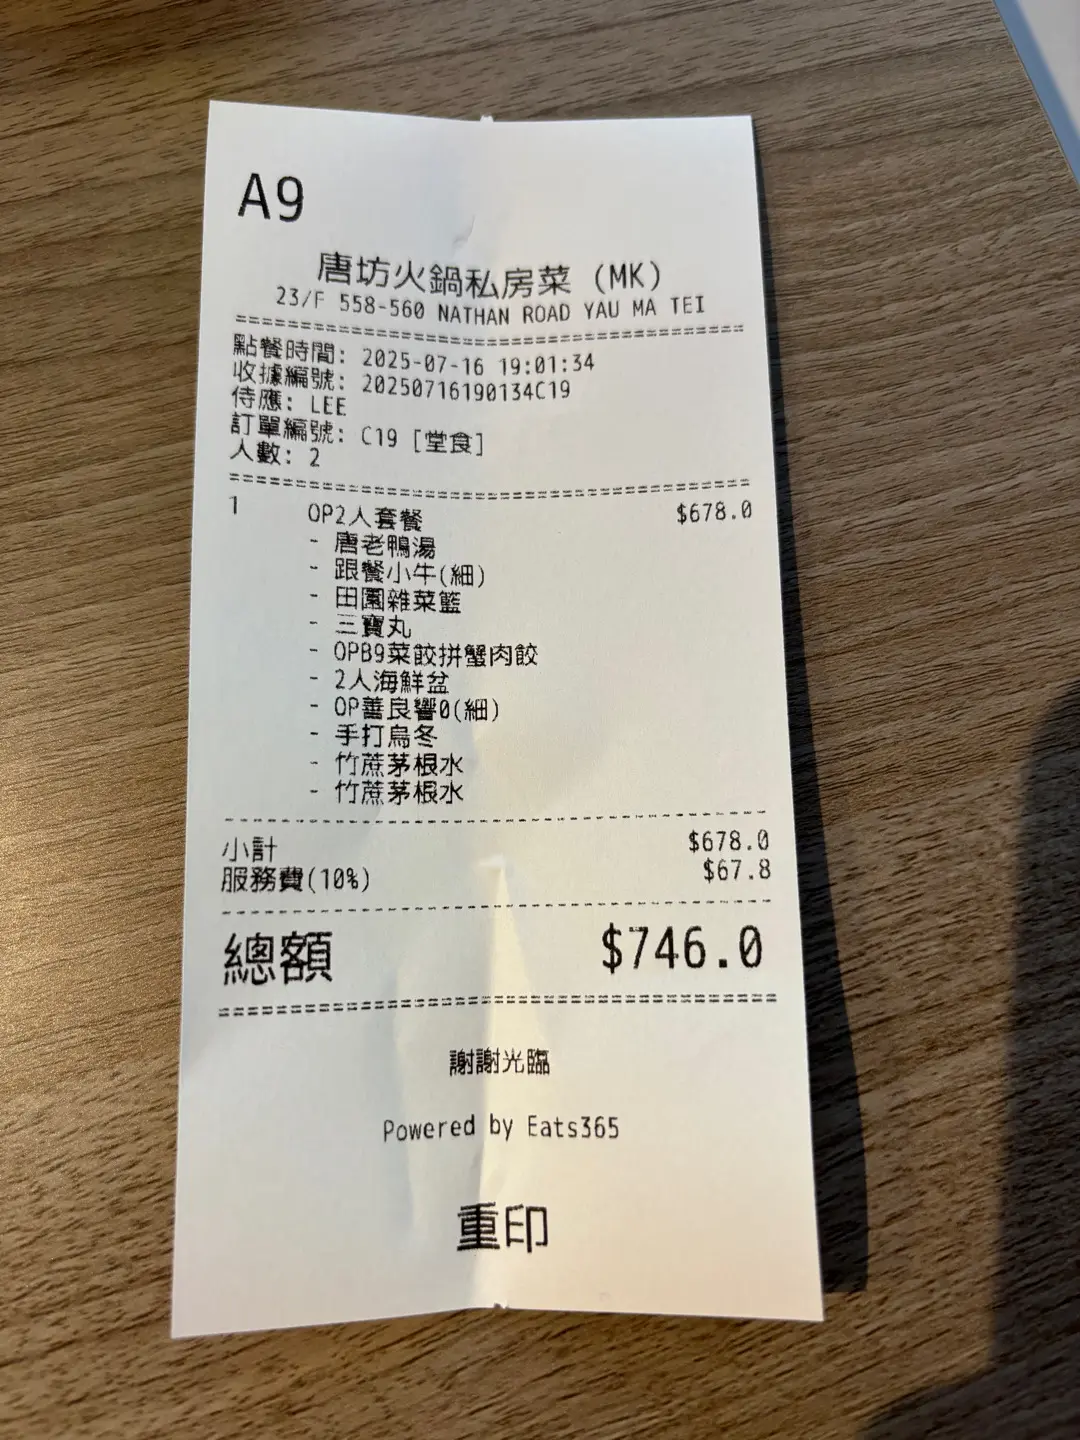 A9
唐坊火鍋私房菜 (MK)
23/F 558-560 NATHAN ROAD YAU MA TEI
點餐時間: 2025-07-16 19:01:34
收據編號: 20250716190134C19
侍應: LEE
訂單編號: C19 [堂食]
人數: 2
1 OP2人套餐 $678.0
- 唐老鴨湯
- 跟餐小牛(細)
- 田園雜菜籃
- 三寶丸
- OPB9菜餃拼蟹肉餃
- 2人海鮮盆
- OP善良響0(細)
- 手打烏冬
- 竹蔗茅根水
- 竹蔗茅根水
小計 $678.0
服務費(10%) $67.8
總額 $746.0
謝謝光臨
Powered by Eats365
重印